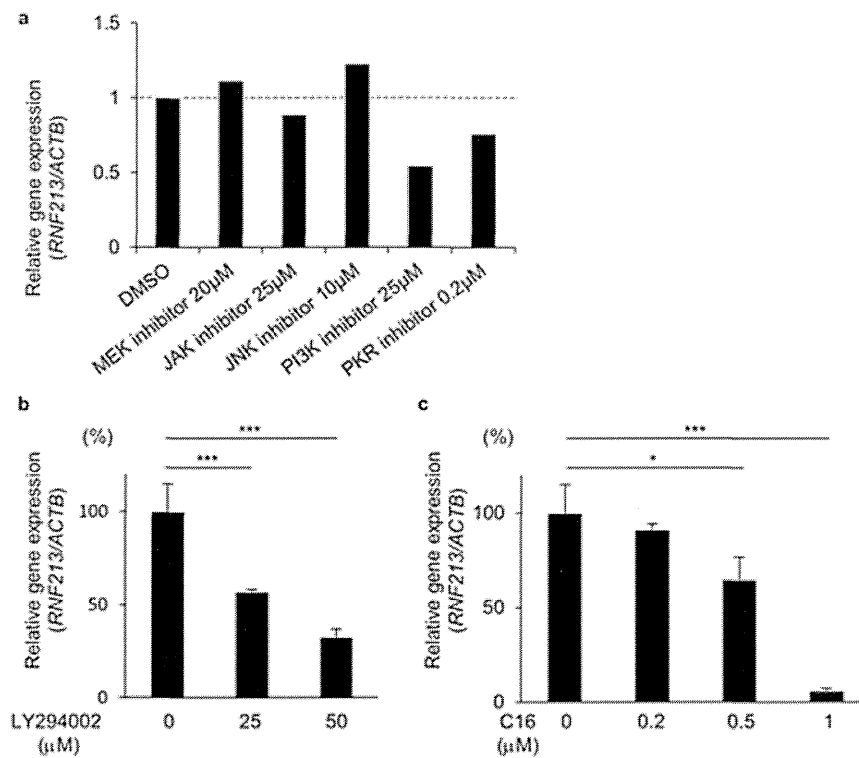 a
Relative gene expression
(RNF213/ACTB)
1.5
1
0.5
0
DMSO
MEK inhibitor 20µM
JAK inhibitor 25µM
JNK inhibitor 10µM
PI3K inhibitor 25µM
PKR inhibitor 0.2µM
b
(%)
***
***
Relative gene expression
(RNF213/ACTB)
100
50
0
LY294002
(µM)
0 25 50
c
(%)
***
*
Relative gene expression
(RNF213/ACTB)
100
50
0
C16
(µM)
0 0.2 0.5 1